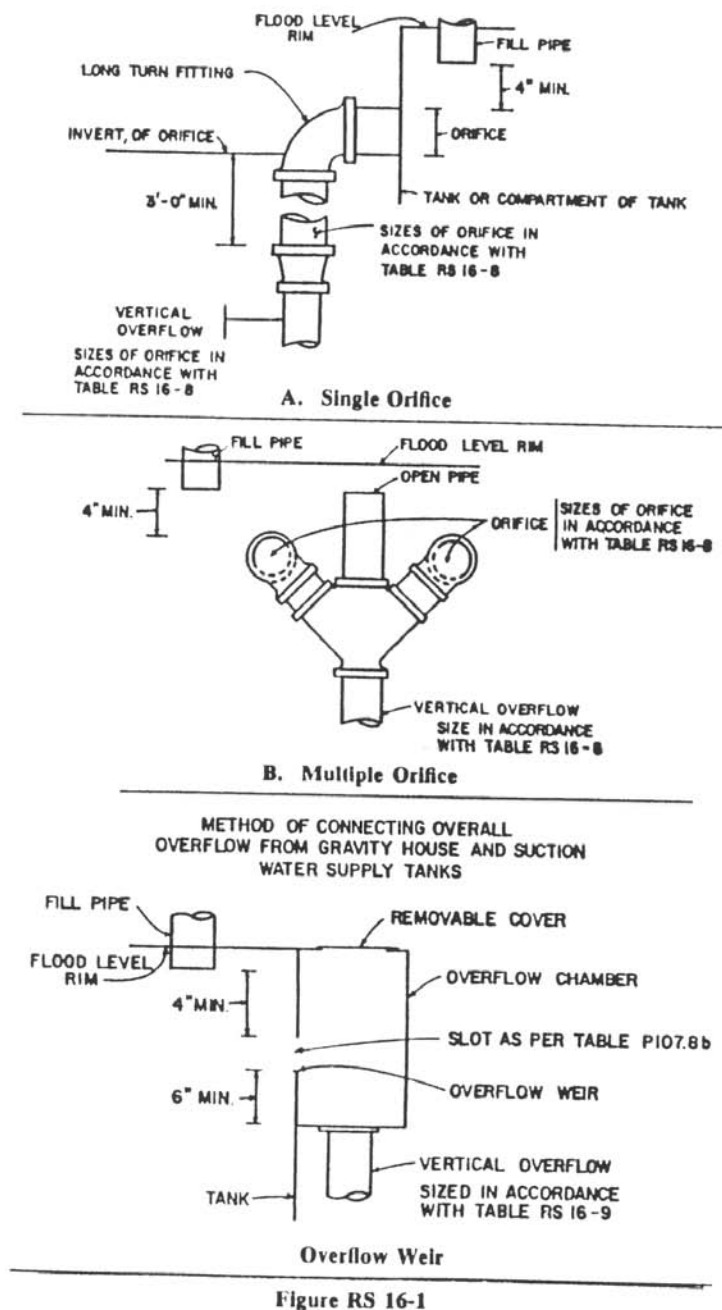 FLOOD LEVEL
RIM
FILL PIPE
LONG TURN FITTING
4" MIN.
INVERT, OF ORIFICE
ORIFICE
3'-0" MIN.
TANK OR COMPARTMENT OF TANK
SIZES OF ORIFICE IN
ACCORDANCE WITH
TABLE RS 16-8
VERTICAL
OVERFLOW
SIZES OF ORIFICE IN
ACCORDANCE WITH
TABLE RS 16-8
A. Single Orifice
FILL PIPE
FLOOD LEVEL RIM
OPEN PIPE
4" MIN.
ORIFICE
SIZES OF ORIFICE
IN ACCORDANCE
WITH TABLE RS 16-8
VERTICAL OVERFLOW
SIZE IN ACCORDANCE
WITH TABLE RS 16-8
B. Multiple Orifice
METHOD OF CONNECTING OVERALL
OVERFLOW FROM GRAVITY HOUSE AND SUCTION
WATER SUPPLY TANKS
FILL PIPE
REMOVABLE COVER
FLOOD LEVEL
RIM
OVERFLOW CHAMBER
4" MIN.
SLOT AS PER TABLE P107.8b
6" MIN.
OVERFLOW WEIR
VERTICAL OVERFLOW
TANK
SIZED IN ACCORDANCE
WITH TABLE RS 16-9
Overflow Weir
Figure RS 16-1